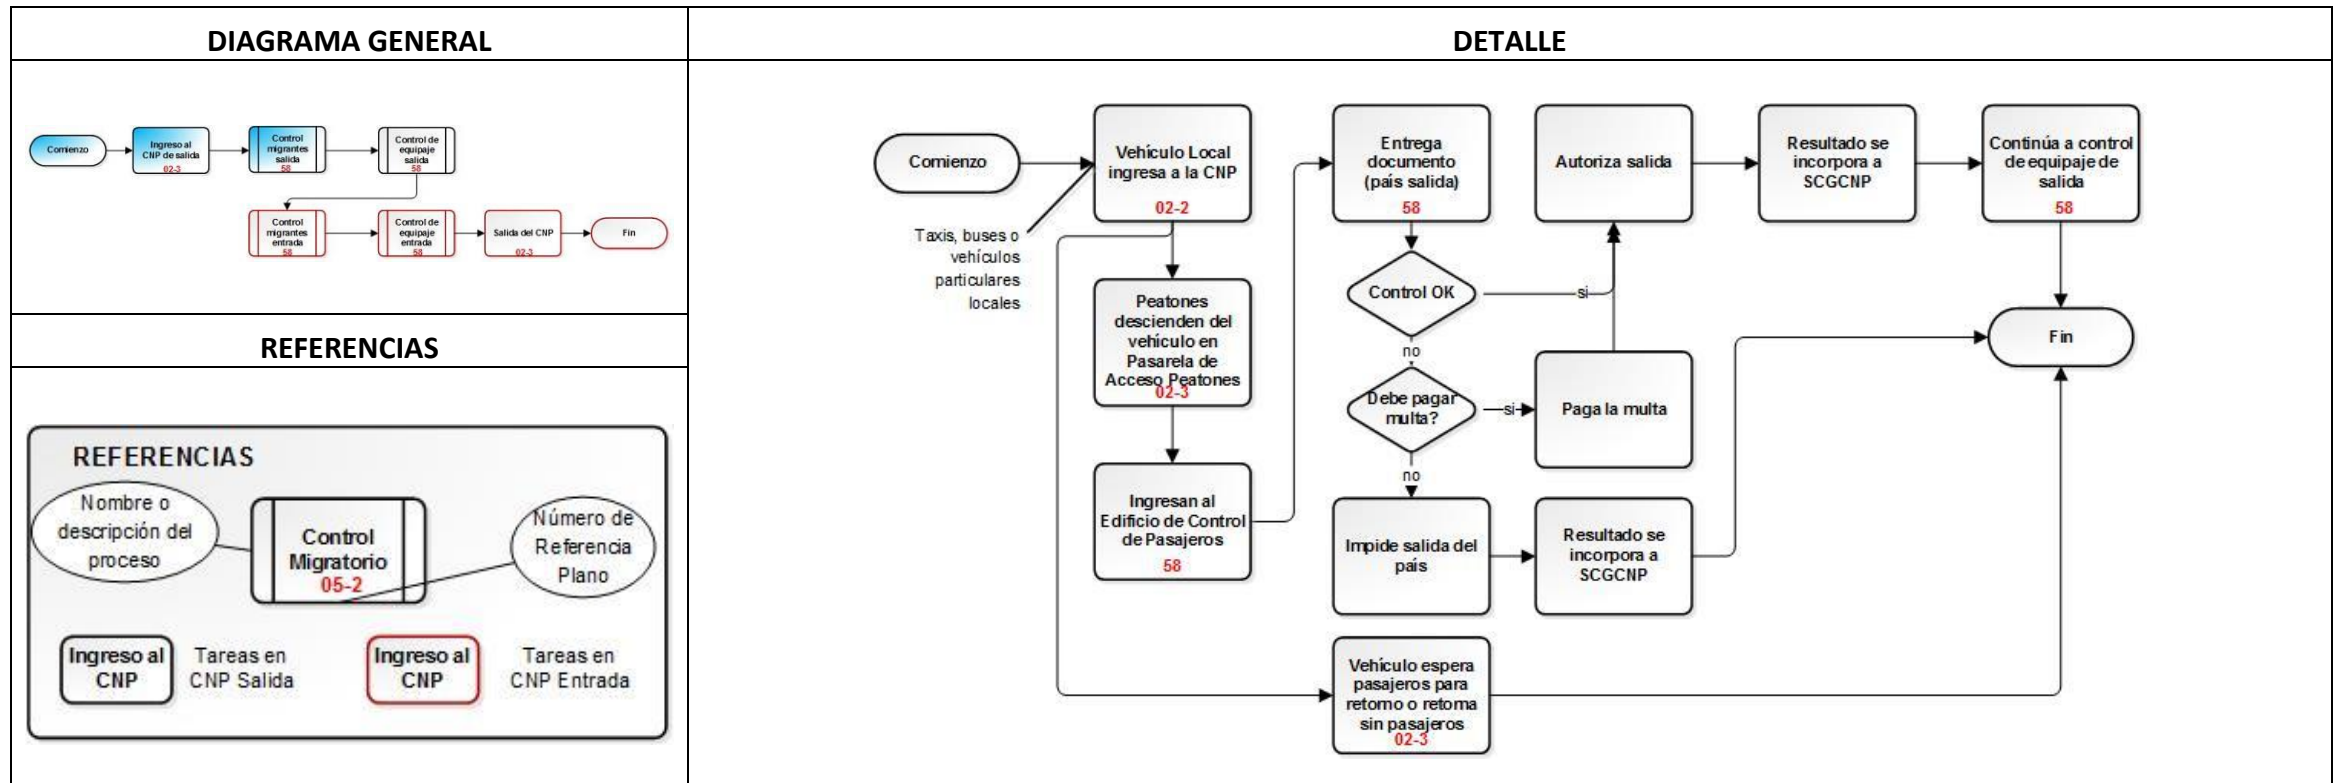 DIAGRAMA GENERAL
Comienzo
Ingreso al
CNP de salida
02-3
Control
migrantes
salida
58
Control de
equipaje
salida
58
Control
migrantes
entrada
58
Control de
equipaje
entrada
58
Salida del CNP
02-3
Fin
REFERENCIAS
REFERENCIAS
Nombre o
descripción del
proceso
Control
Migratorio
05-2
Número de
Referencia
Plano
Ingreso al
CNP
Tareas en
CNP Salida
Ingreso al
CNP
Tareas en
CNP Entrada
DETALLE
Comienzo
Taxis, buses o
vehículos
particulares
locales
Vehículo Local
ingresa a la CNP
02-2
Peatones
descienden del
vehículo en
Pasarela de
Acceso Peatones
02-3
Ingresan al
Edificio de Control
de Pasajeros
58
Entrega
documento
(país salida)
58
Control OK
si
no
Debe pagar
multa?
si
no
Paga la multa
Autoriza salida
Resultado se
incorpora a
SCGCNP
Continúa a control
de equipaje de
salida
58
Impide salida del
país
Resultado se
incorpora a
SCGCNP
Vehículo espera
pasajeros para
retorno o retorna
sin pasajeros
02-3
Fin